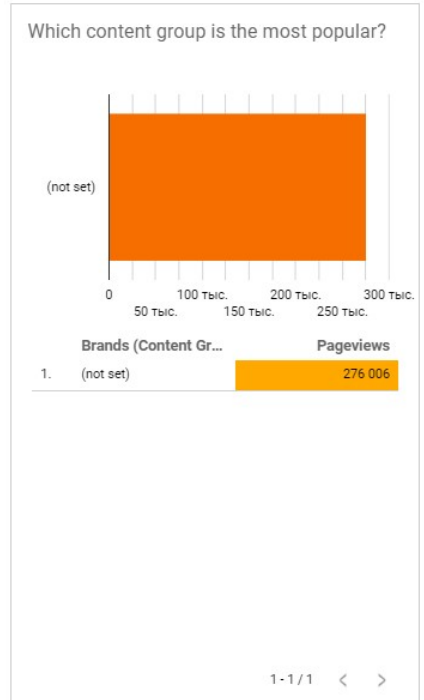 Which content group is the most popular?
(not set)
0 100 тыс. 200 тыс. 300 тыс.
50 тыс. 150 тыс. 250 тыс.
Brands (Content Gr... Pageviews
1. (not set) 276 006
1 - 1 / 1 < >